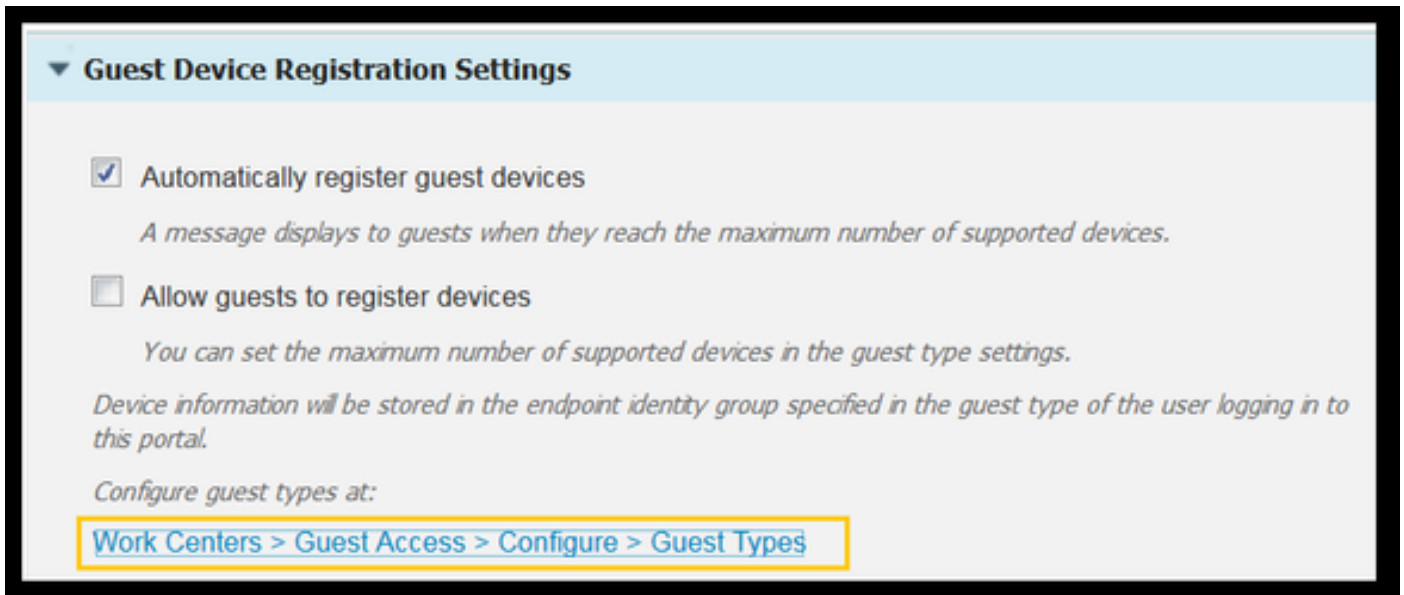 Guest Device Registration Settings
Automatically register guest devices
A message displays to guests when they reach the maximum number of supported devices.
Allow guests to register devices
You can set the maximum number of supported devices in the guest type settings.
Device information will be stored in the endpoint identity group specified in the guest type of the user logging in to
this portal.
Configure guest types at:
Work Centers > Guest Access > Configure > Guest Types